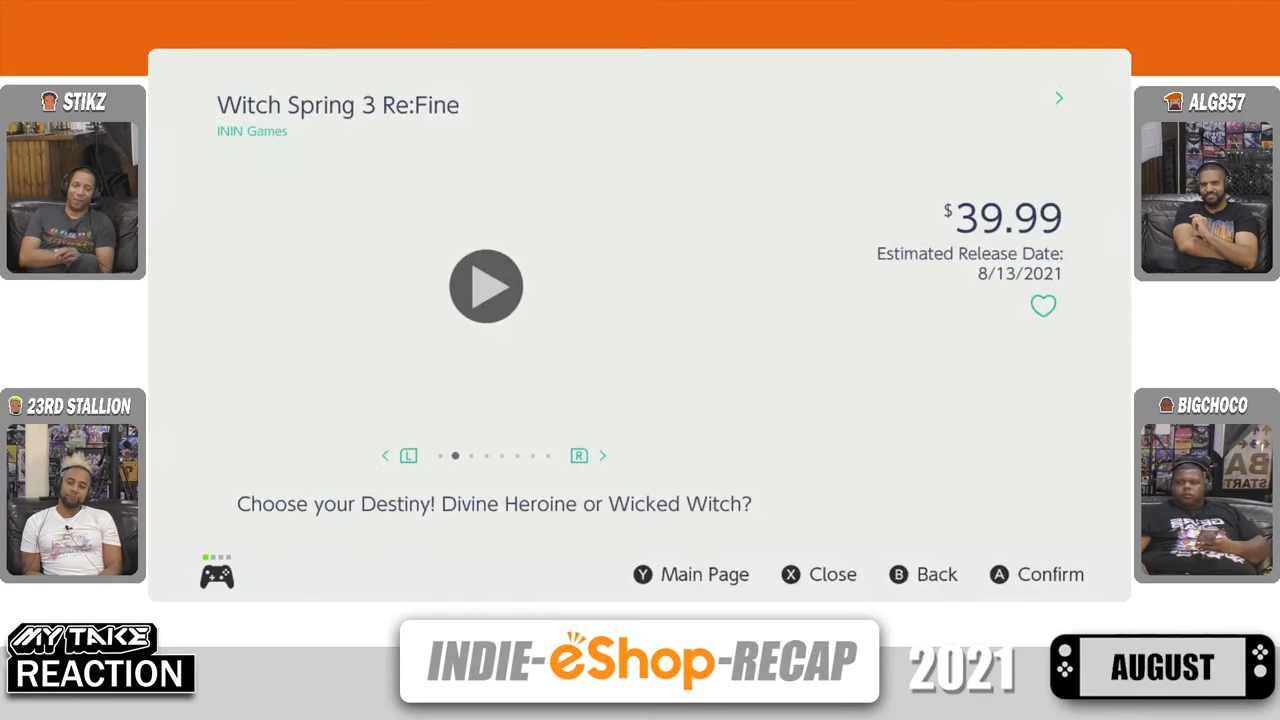 STIKZ
ALG857
Witch Spring 3 Re:Fine
ININ Games
$39.99
Estimated Release Date:
8/13/2021
23RD STALLION
BIGCHOCO
L
R
Choose your Destiny! Divine Heroine or Wicked Witch?
Y Main Page
X Close
B Back
A Confirm
MY TAKE
REACTION
INDIE-eShop-RECAP
2021
AUGUST